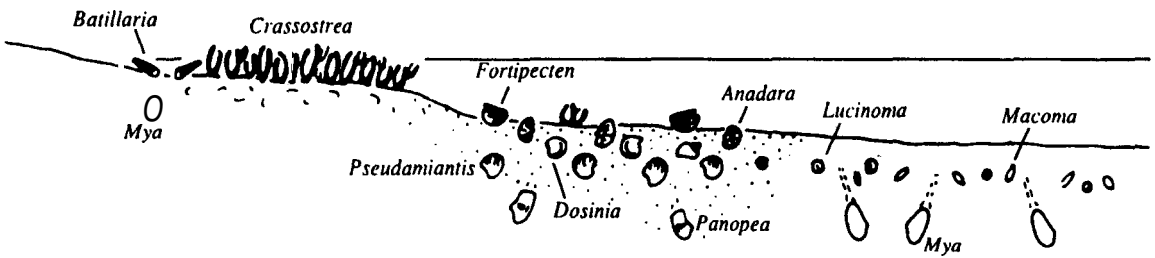 Batillaria
Crassostrea
Fortipecten
Anadara
Lucinoma
Macoma
Mya
Pseudamiantis
Dosinia
Panopea
Mya